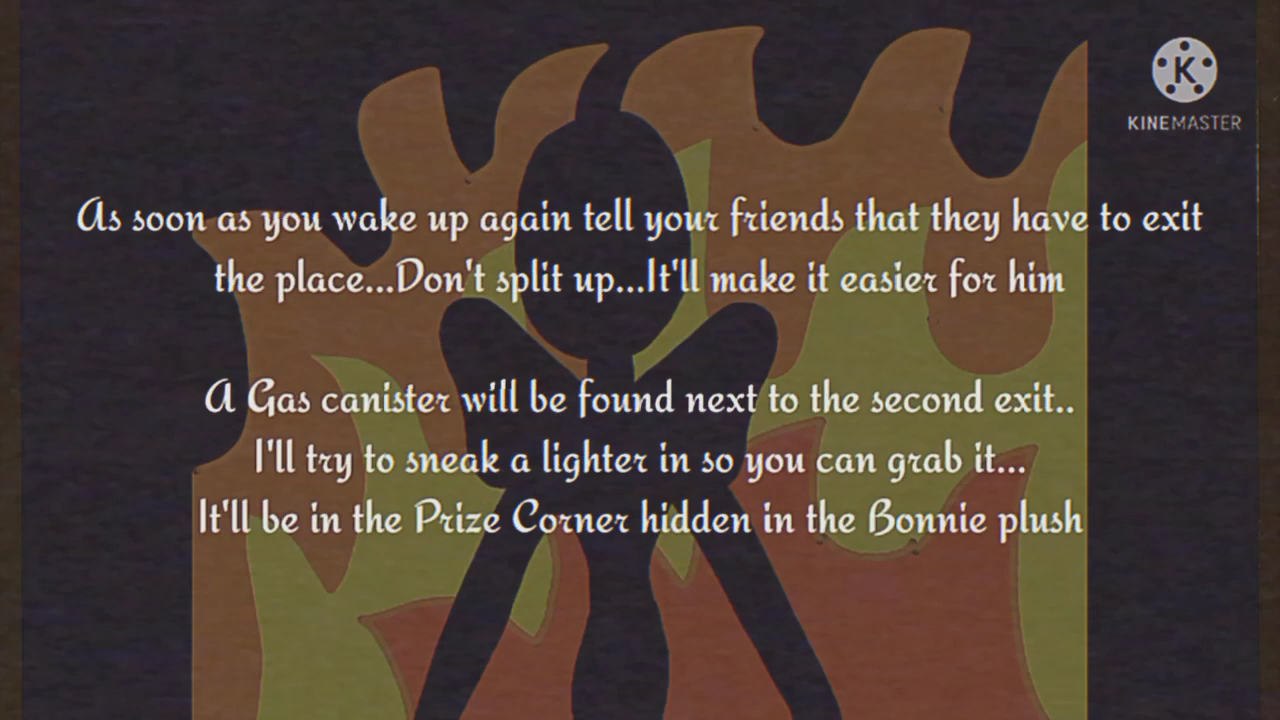 KINEMASTER
As soon as you wake up again tell your friends that they have to exit
the place...Don't split up...It'll make it easier for him
A Gas canister will be found next to the second exit..
I'll try to sneak a lighter in so you can grab it...
It'll be in the Prize Corner hidden in the Bonnie plush